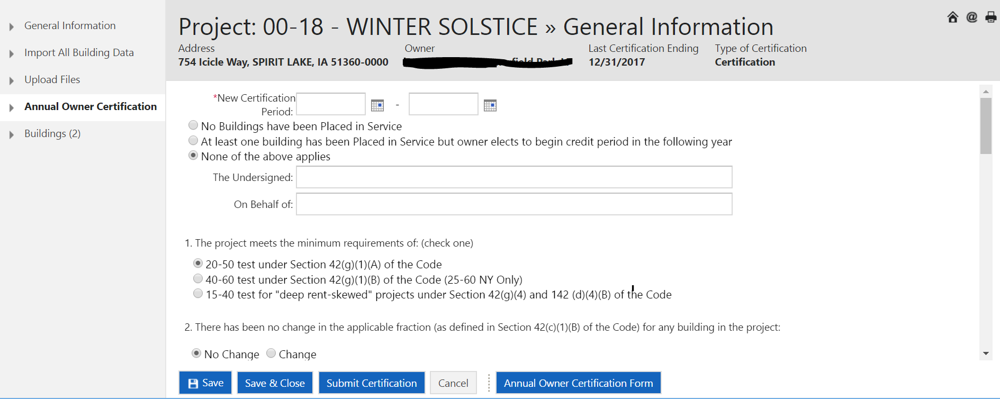 General Information
Import All Building Data
Upload Files
Annual Owner Certification
Buildings (2)
Project: 00-18 - WINTER SOLSTICE » General Information
Address
754 Icicle Way, SPIRIT LAKE, IA 51360-0000
Owner
Last Certification Ending
12/31/2017
Type of Certification
Certification
*New Certification
Period:
-
No Buildings have been Placed in Service
At least one building has been Placed in Service but owner elects to begin credit period in the following year
None of the above applies
The Undersigned:
On Behalf of:
1. The project meets the minimum requirements of: (check one)
20-50 test under Section 42(g)(1)(A) of the Code
40-60 test under Section 42(g)(1)(B) of the Code (25-60 NY Only)
15-40 test for "deep rent-skewed" projects under Section 42(g)(4) and 142 (d)(4)(B) of the Code
2. There has been no change in the applicable fraction (as defined in Section 42(c)(1)(B) of the Code) for any building in the project:
No Change Change
Save Save & Close Submit Certification Cancel Annual Owner Certification Form